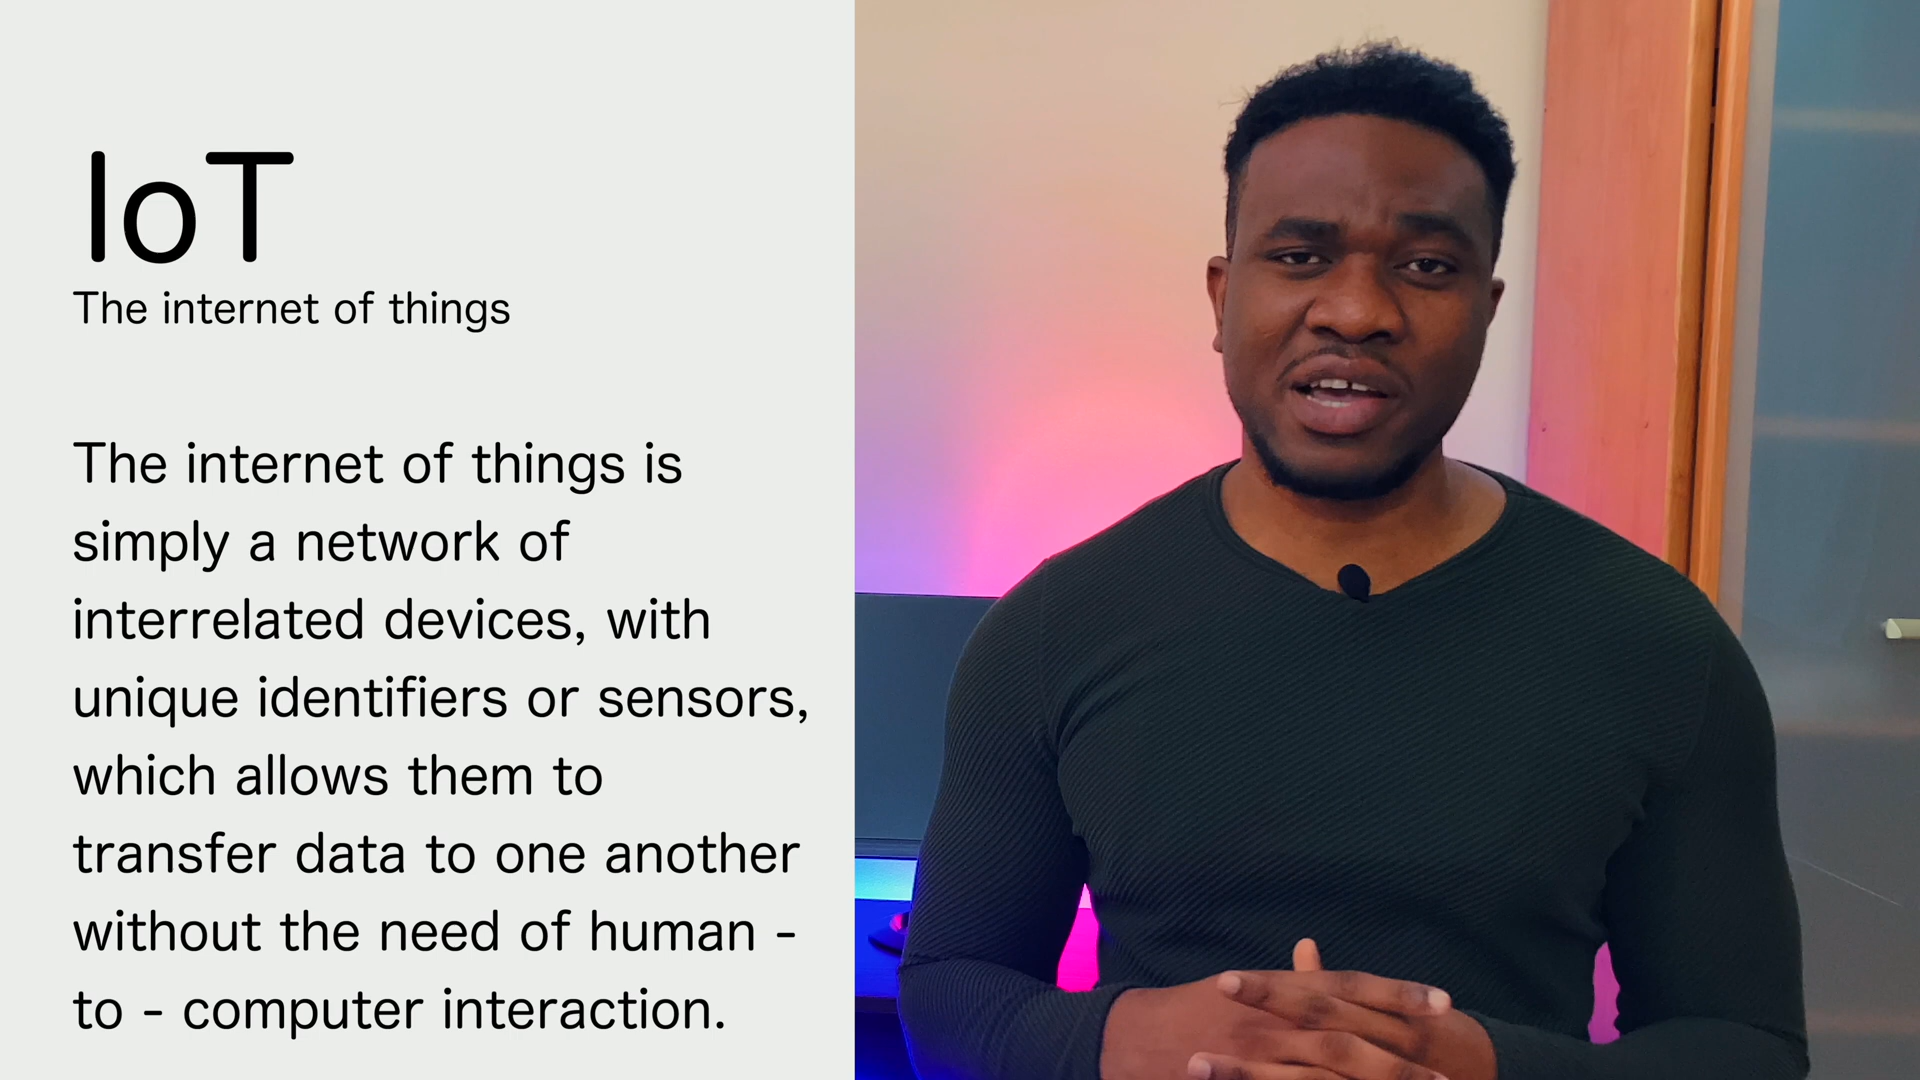 IoT
The internet of things
The internet of things is
simply a network of
interrelated devices, with
unique identifiers or sensors,
which allows them to
transfer data to one another
without the need of human -
to - computer interaction.